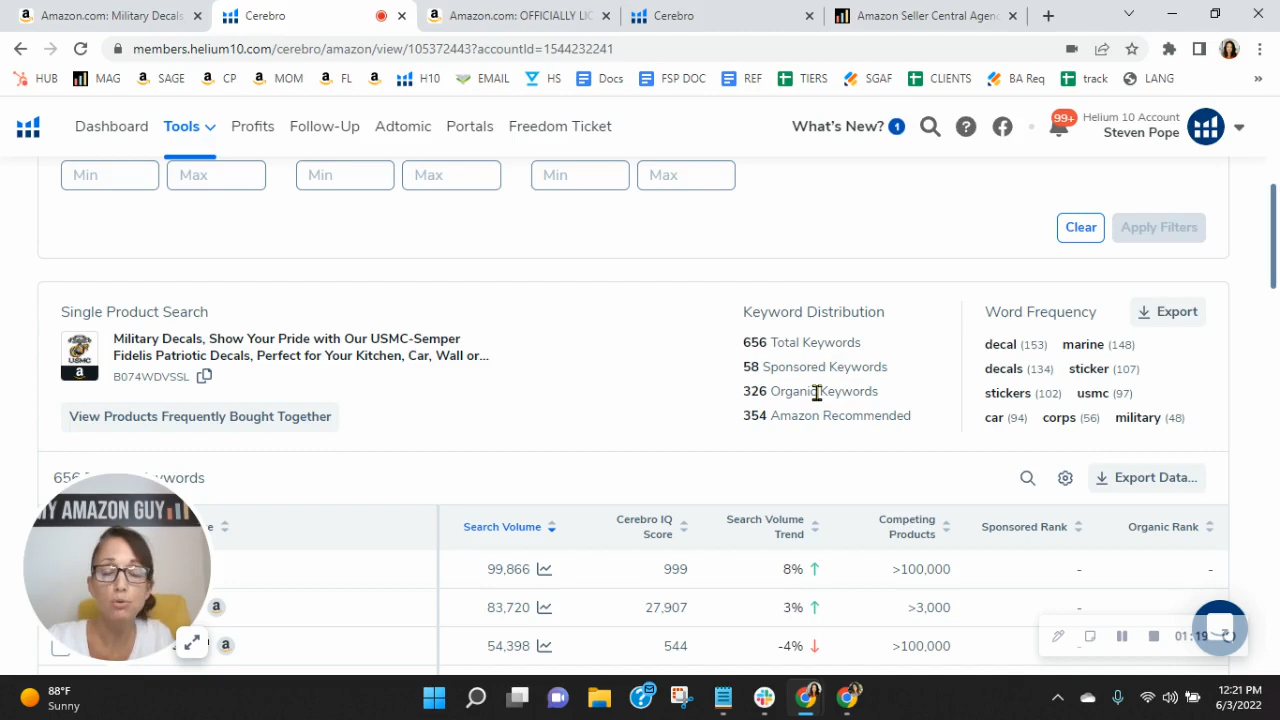 Amazon.com: Military Decals
Cerebro
Amazon.com: OFFICIALLY LIC
Cerebro
Amazon Seller Central Agenc
members.helium10.com/cerebro/amazon/view/105372443?accountId=1544232241
HUB MAG SAGE CP MOM FL H10 EMAIL HS Docs FSP DOC REF TIERS SGAF CLIENTS BA Req track LANG
Dashboard Tools Profits Follow-Up Adtomic Portals Freedom Ticket
What's New? 1
99+
Helium 10 Account
Steven Pope
Min Max Min Max Min Max
Clear Apply Filters
Single Product Search
Military Decals, Show Your Pride with Our USMC-Semper
Fidelis Patriotic Decals, Perfect for Your Kitchen, Car, Wall or...
B074WDVSSL
View Products Frequently Bought Together
Keyword Distribution
656 Total Keywords
58 Sponsored Keywords
326 Organic Keywords
354 Amazon Recommended
Word Frequency
Export
decal (153) marine (148)
decals (134) sticker (107)
stickers (102) usmc (97)
car (94) corps (56) military (48)
Export Data...
Search Volume
Cerebro IQ
Score
Search Volume
Trend
Competing
Products
Sponsored Rank
Organic Rank
99,866 999 8% >100,000 - -
83,720 27,907 3% >3,000 -
54,398 544 -4% >100,000
AMAZON GUY
01:19
88°F
Sunny
12:21 PM
6/3/2022